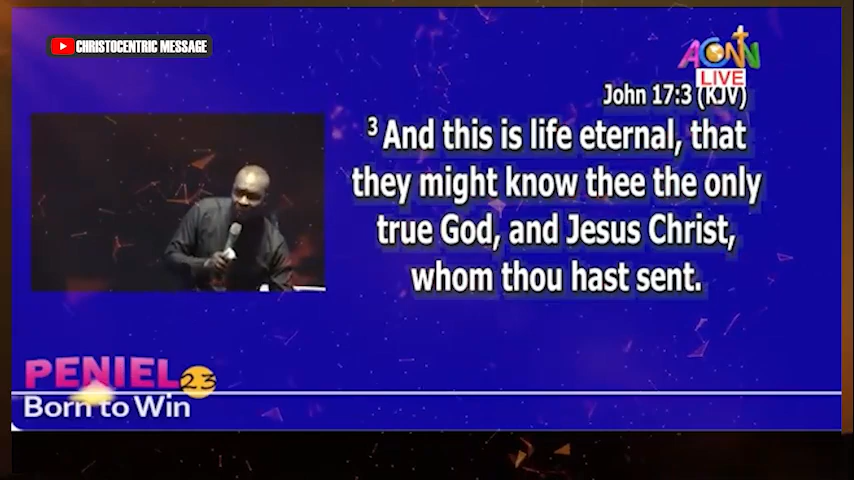 CHRISTOCENTRIC MESSAGE
ACNN
LIVE
John 17:3 (KJV)
3 And this is life eternal, that
they might know thee the only
true God, and Jesus Christ,
whom thou hast sent.
PENIEL 23
Born to Win